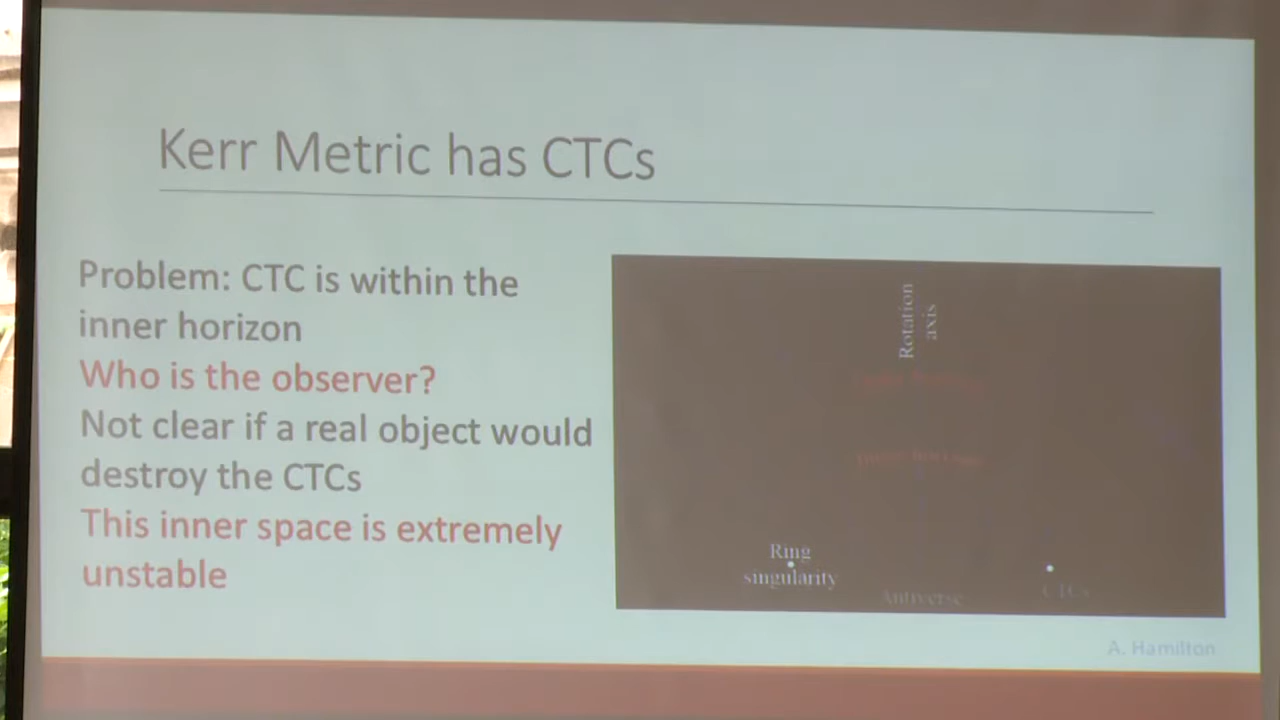 Kerr Metric has CTCs
Problem: CTC is within the
inner horizon
Who is the observer?
Not clear if a real object would
destroy the CTCs
This inner space is extremely
unstable
Rotation
axis
Ring
singularity
Antiverse
CTCs
A. Hamilton